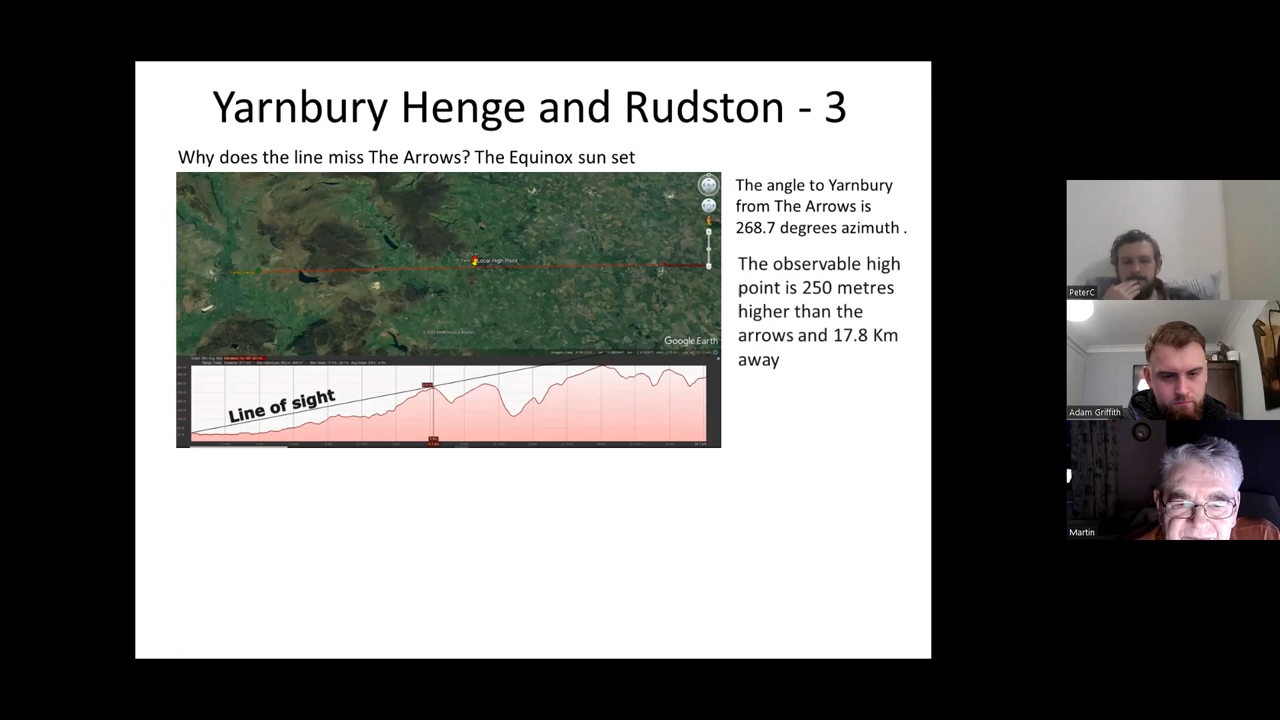 Yarnbury Henge and Rudston - 3
Why does the line miss The Arrows? The Equinox sun set
The angle to Yarnbury
from The Arrows is
268.7 degrees azimuth .
The observable high
point is 250 metres
higher than the
arrows and 17.8 Km
away
Local High Point
Google Earth
Line of sight
PeterC
Adam Griffith
Martin